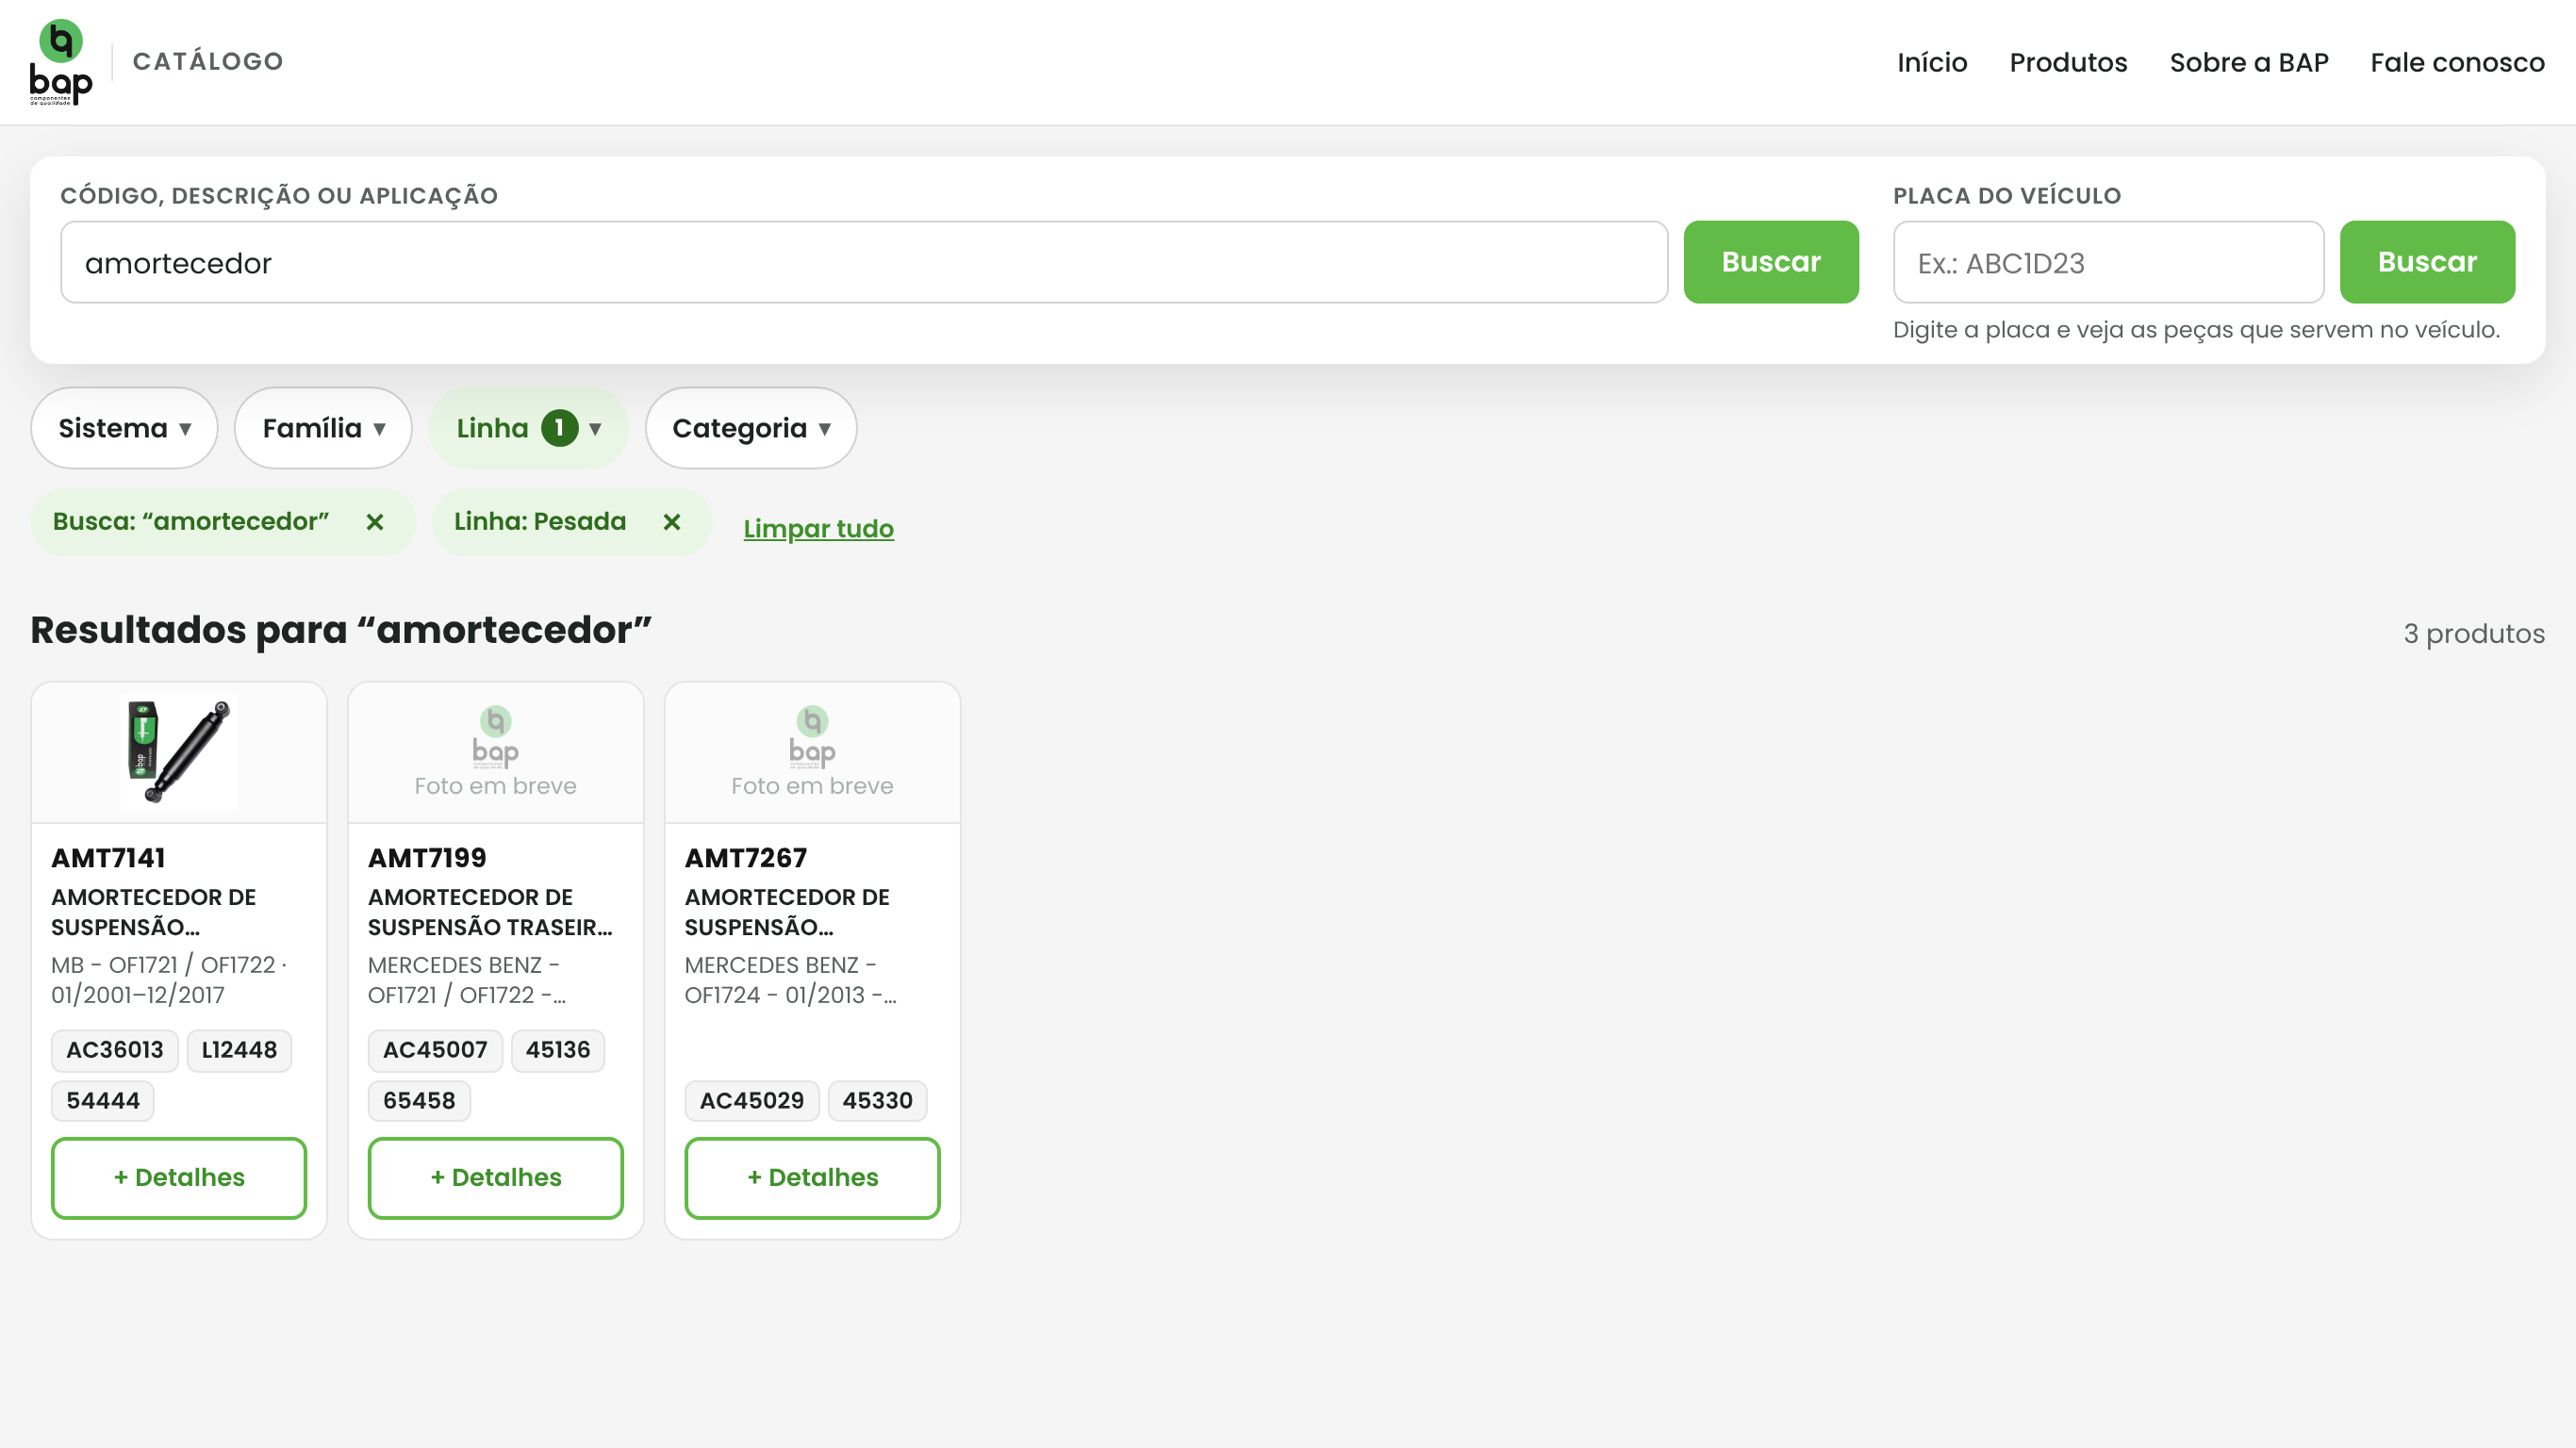 bap
componentes
de qualidade
CATÁLOGO
Início
Produtos
Sobre a BAP
Fale conosco
CÓDIGO, DESCRIÇÃO OU APLICAÇÃO
amortecedor
Buscar
PLACA DO VEÍCULO
Ex.: ABC1D23
Buscar
Digite a placa e veja as peças que servem no veículo.
Sistema ▾
Família ▾
Linha 1 ▾
Categoria ▾
Busca: “amortecedor” ✕
Linha: Pesada ✕
Limpar tudo
Resultados para “amortecedor”
3 produtos
bap
AMT7141
AMORTECEDOR DE
SUSPENSÃO...
MB - OF1721 / OF1722 ·
01/2001–12/2017
AC36013
L12448
54444
+ Detalhes
bap
Foto em breve
AMT7199
AMORTECEDOR DE
SUSPENSÃO TRASEIR...
MERCEDES BENZ -
OF1721 / OF1722 -...
AC45007
45136
65458
+ Detalhes
bap
Foto em breve
AMT7267
AMORTECEDOR DE
SUSPENSÃO...
MERCEDES BENZ -
OF1724 - 01/2013 -...
AC45029
45330
+ Detalhes